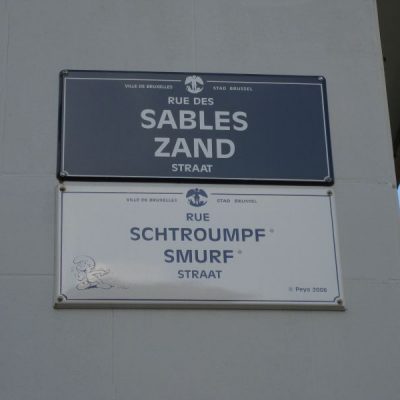 VILLE DE BRUXELLES STAD BRUSSEL
RUE DES
SABLES
ZAND
STRAAT
VILLE DE BRUXELLES STAD BRUSSEL
RUE
SCHTROUMPF®
SMURF®
STRAAT
© Peyo 2008